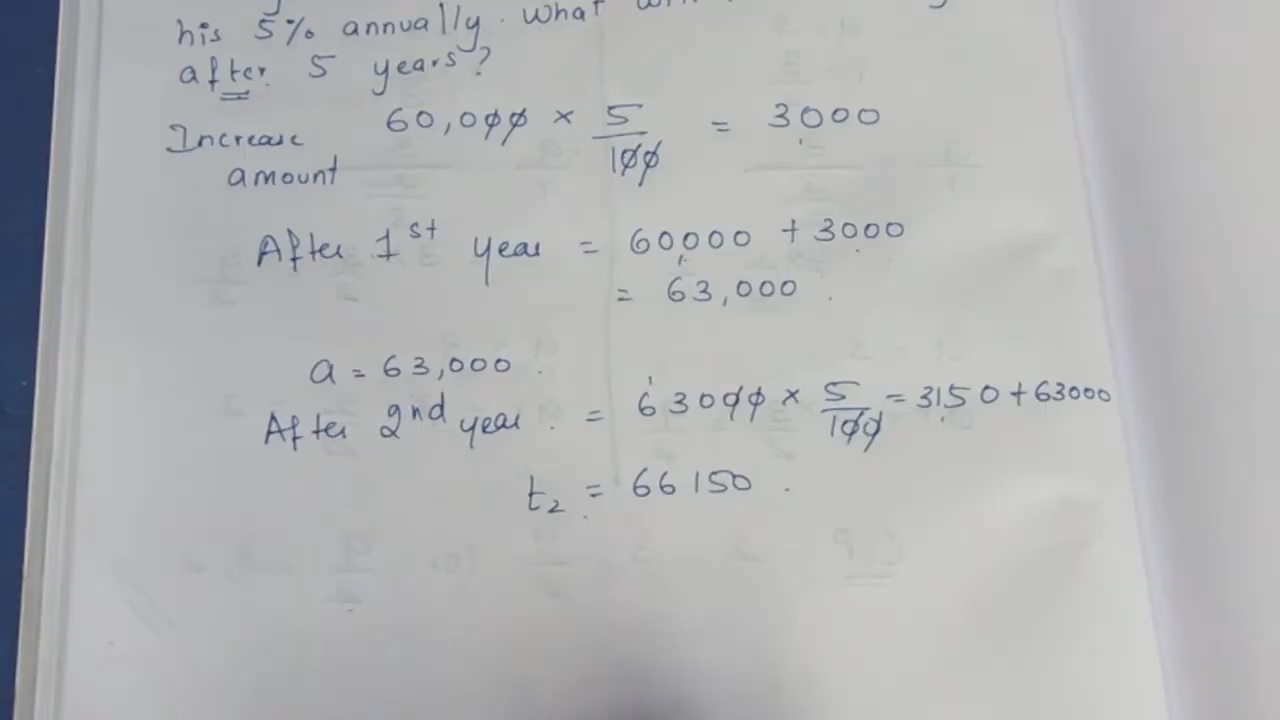 his 5% annually. What
after 5 years?
Increase amount 60,000 × 5/100 = 3000
After 1st year = 60000 + 3000
= 63,000.
a = 63,000.
After 2nd year. = 63000 × 5/100 = 3150 + 63000
t₂ = 66150.